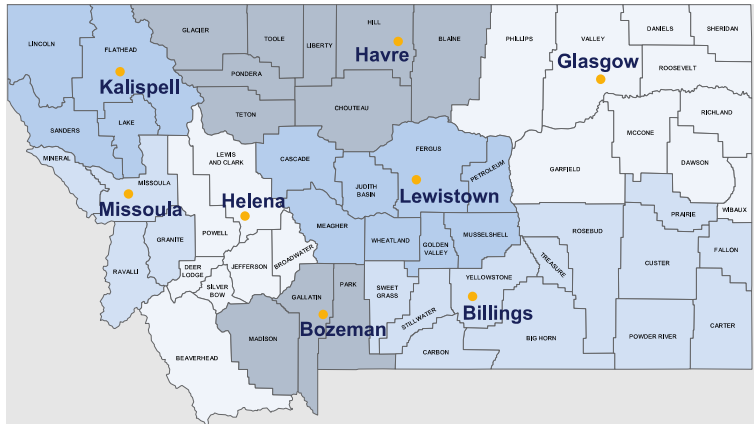 LINCOLN
FLATHEAD
GLACIER
TOOLE
LIBERTY
HILL
BLAINE
PHILLIPS
VALLEY
DANIELS
SHERIDAN
Havre
Kalispell
PONDERA
Glasgow
ROOSEVELT
TETON
CHOUTEAU
RICHLAND
SANDERS
LAKE
MCCONE
MINERAL
MISSOULA
LEWIS
AND CLARK
CASCADE
FERGUS
PETROLEUM
GARFIELD
DAWSON
JUDITH
BASIN
Missoula
Helena
Lewistown
WIBAUX
PRAIRIE
POWELL
MEAGHER
GRANITE
BROADWATER
WHEATLAND
GOLDEN
VALLEY
MUSSELSHELL
ROSEBUD
TREASURE
FALLON
RAVALLI
DEER
LODGE
JEFFERSON
CUSTER
SILVER
BOW
PARK
SWEET
GRASS
YELLOWSTONE
GALLATIN
Bozeman
STILLWATER
Billings
CARTER
MADISON
BIG HORN
POWDER RIVER
BEAVERHEAD
CARBON